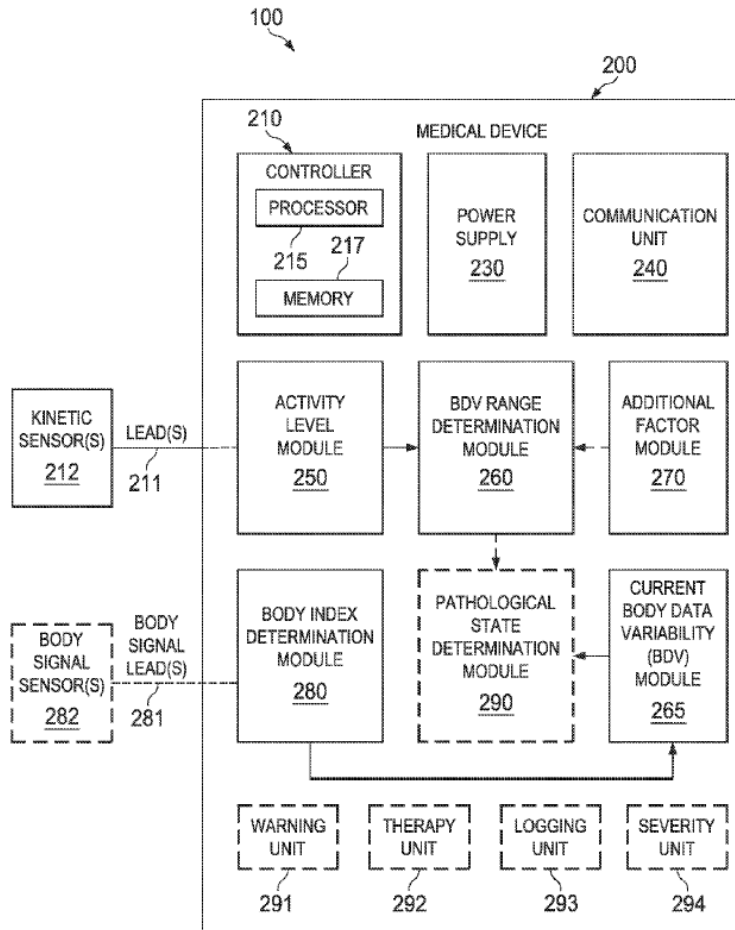 100
200
210
MEDICAL DEVICE
CONTROLLER
PROCESSOR
215
217
MEMORY
POWER
SUPPLY
230
COMMUNICATION
UNIT
240
KINETIC
SENSOR(S)
212
LEAD(S)
211
ACTIVITY
LEVEL
MODULE
250
BDV RANGE
DETERMINATION
MODULE
260
ADDITIONAL
FACTOR
MODULE
270
BODY
SIGNAL
SENSOR(S)
282
BODY
SIGNAL
LEAD(S)
281
BODY INDEX
DETERMINATION
MODULE
280
PATHOLOGICAL
STATE
DETERMINATION
MODULE
290
CURRENT
BODY DATA
VARIABILITY
(BDV)
MODULE
265
WARNING
UNIT
291
THERAPY
UNIT
292
LOGGING
UNIT
293
SEVERITY
UNIT
294